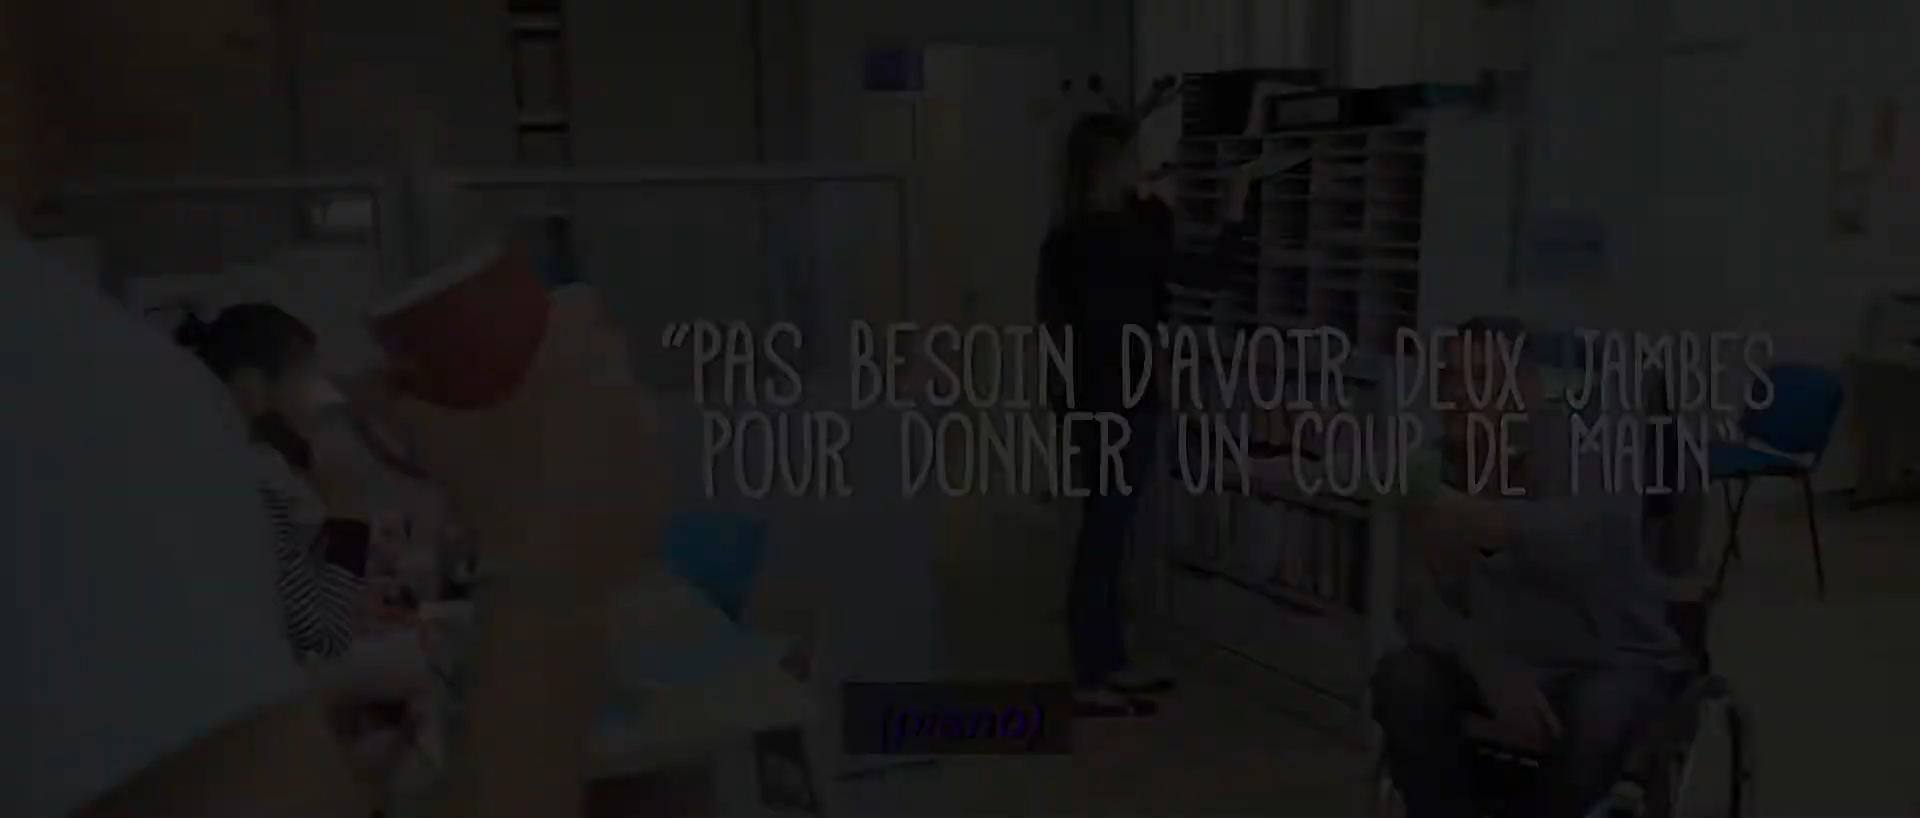 "PAS BESOIN D'AVOIR DEUX JAMBES
POUR DONNER UN COUP DE MAIN"
(piano)